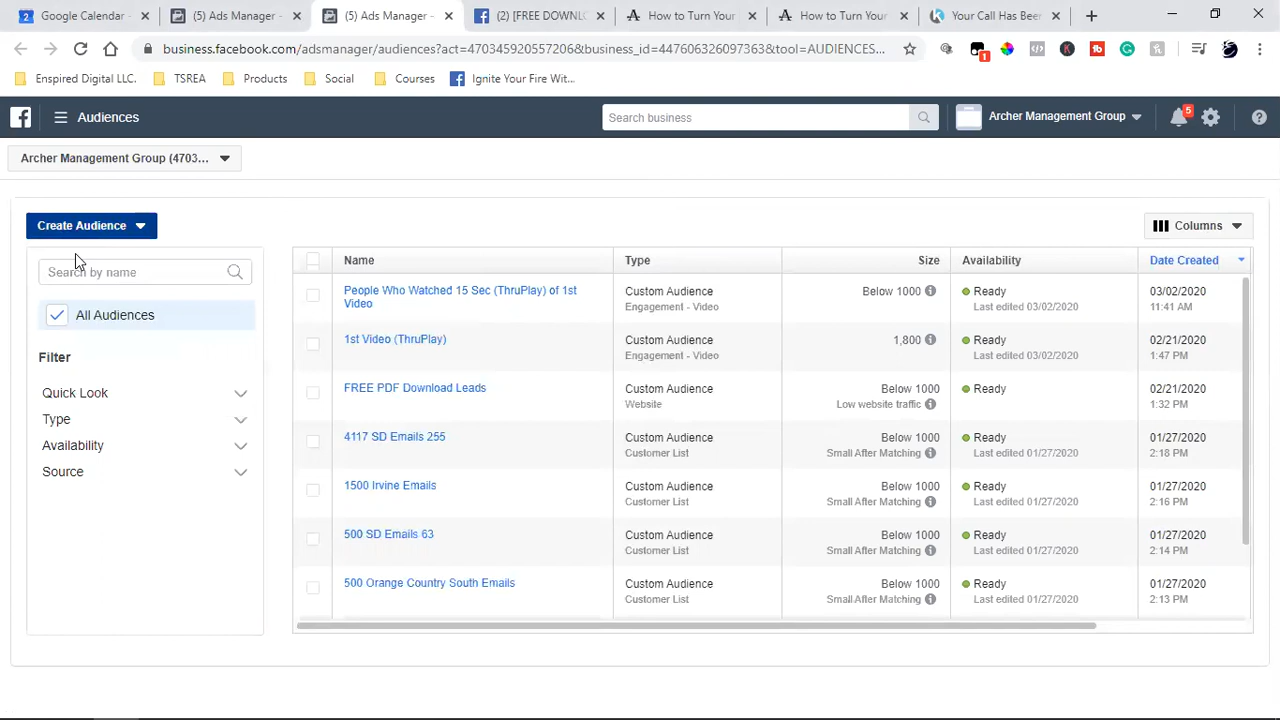 2
Google Calendar -
(5) Ads Manager -
(5) Ads Manager -
(2) [FREE DOWNL
How to Turn Your
How to Turn Your
Your Call Has Been
business.facebook.com/adsmanager/audiences?act=470345920557206&business_id=447606326097363&tool=AUDIENCES...
1
Enspired Digital LLC.
TSREA
Products
Social
Courses
Ignite Your Fire Wit...
Audiences
Search business
Archer Management Group
5
Archer Management Group (4703...
Create Audience
Columns
Search by name
All Audiences
Filter
Quick Look
Type
Availability
Source
Name Type Size Availability Date Created
People Who Watched 15 Sec (ThruPlay) of 1st Video Custom Audience Engagement - Video Below 1000 Ready Last edited 03/02/2020 03/02/2020 11:41 AM
1st Video (ThruPlay) Custom Audience Engagement - Video 1,800 Ready Last edited 03/02/2020 02/21/2020 1:47 PM
FREE PDF Download Leads Custom Audience Website Below 1000 Low website traffic Ready 02/21/2020 1:32 PM
4117 SD Emails 255 Custom Audience Customer List Below 1000 Small After Matching Ready Last edited 01/27/2020 01/27/2020 2:18 PM
1500 Irvine Emails Custom Audience Customer List Below 1000 Small After Matching Ready Last edited 01/27/2020 01/27/2020 2:16 PM
500 SD Emails 63 Custom Audience Customer List Below 1000 Small After Matching Ready Last edited 01/27/2020 01/27/2020 2:14 PM
500 Orange Country South Emails Custom Audience Customer List Below 1000 Small After Matching Ready Last edited 01/27/2020 01/27/2020 2:13 PM